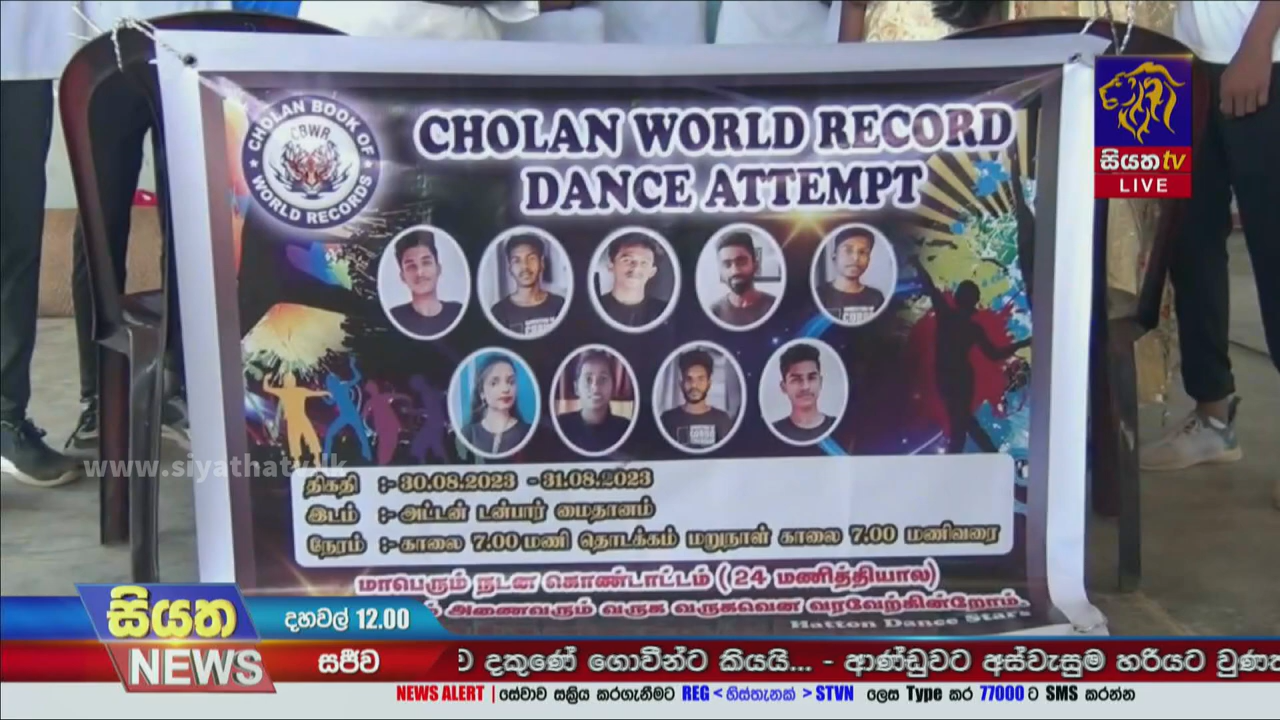 CHOLAN BOOK OF
CBWR
WORLD RECORDS
CHOLAN WORLD RECORD
DANCE ATTEMPT
සියත tv
LIVE
www.siyathatv.lk
திகதி :- 30.08.2023 - 31.08.2023
இடம் :- அட்டன் டன்பார் மைதானம்
நேரம் :- காலை 7.00 மணி தொடக்கம் மறுநாள் காலை 7.00 மணிவரை
மாபெரும் நடன கொண்டாட்டம் (24 மணித்தியால)
அணைவரும் வருக வருகவென வரவேற்கின்றோம்.
Hatton Dance Stars
සියත
NEWS
දහවල් 12.00
සජීව
ව දකුණේ ගොවීන්ට කියයි... - ආණ්ඩුවට අස්වැසුම හරියට වුණත
NEWS ALERT | සේවාව සක්‍රිය කරගැනීමට REG < හිස්තැනක් > STVN ලෙස Type කර 77000 ට SMS කරන්න